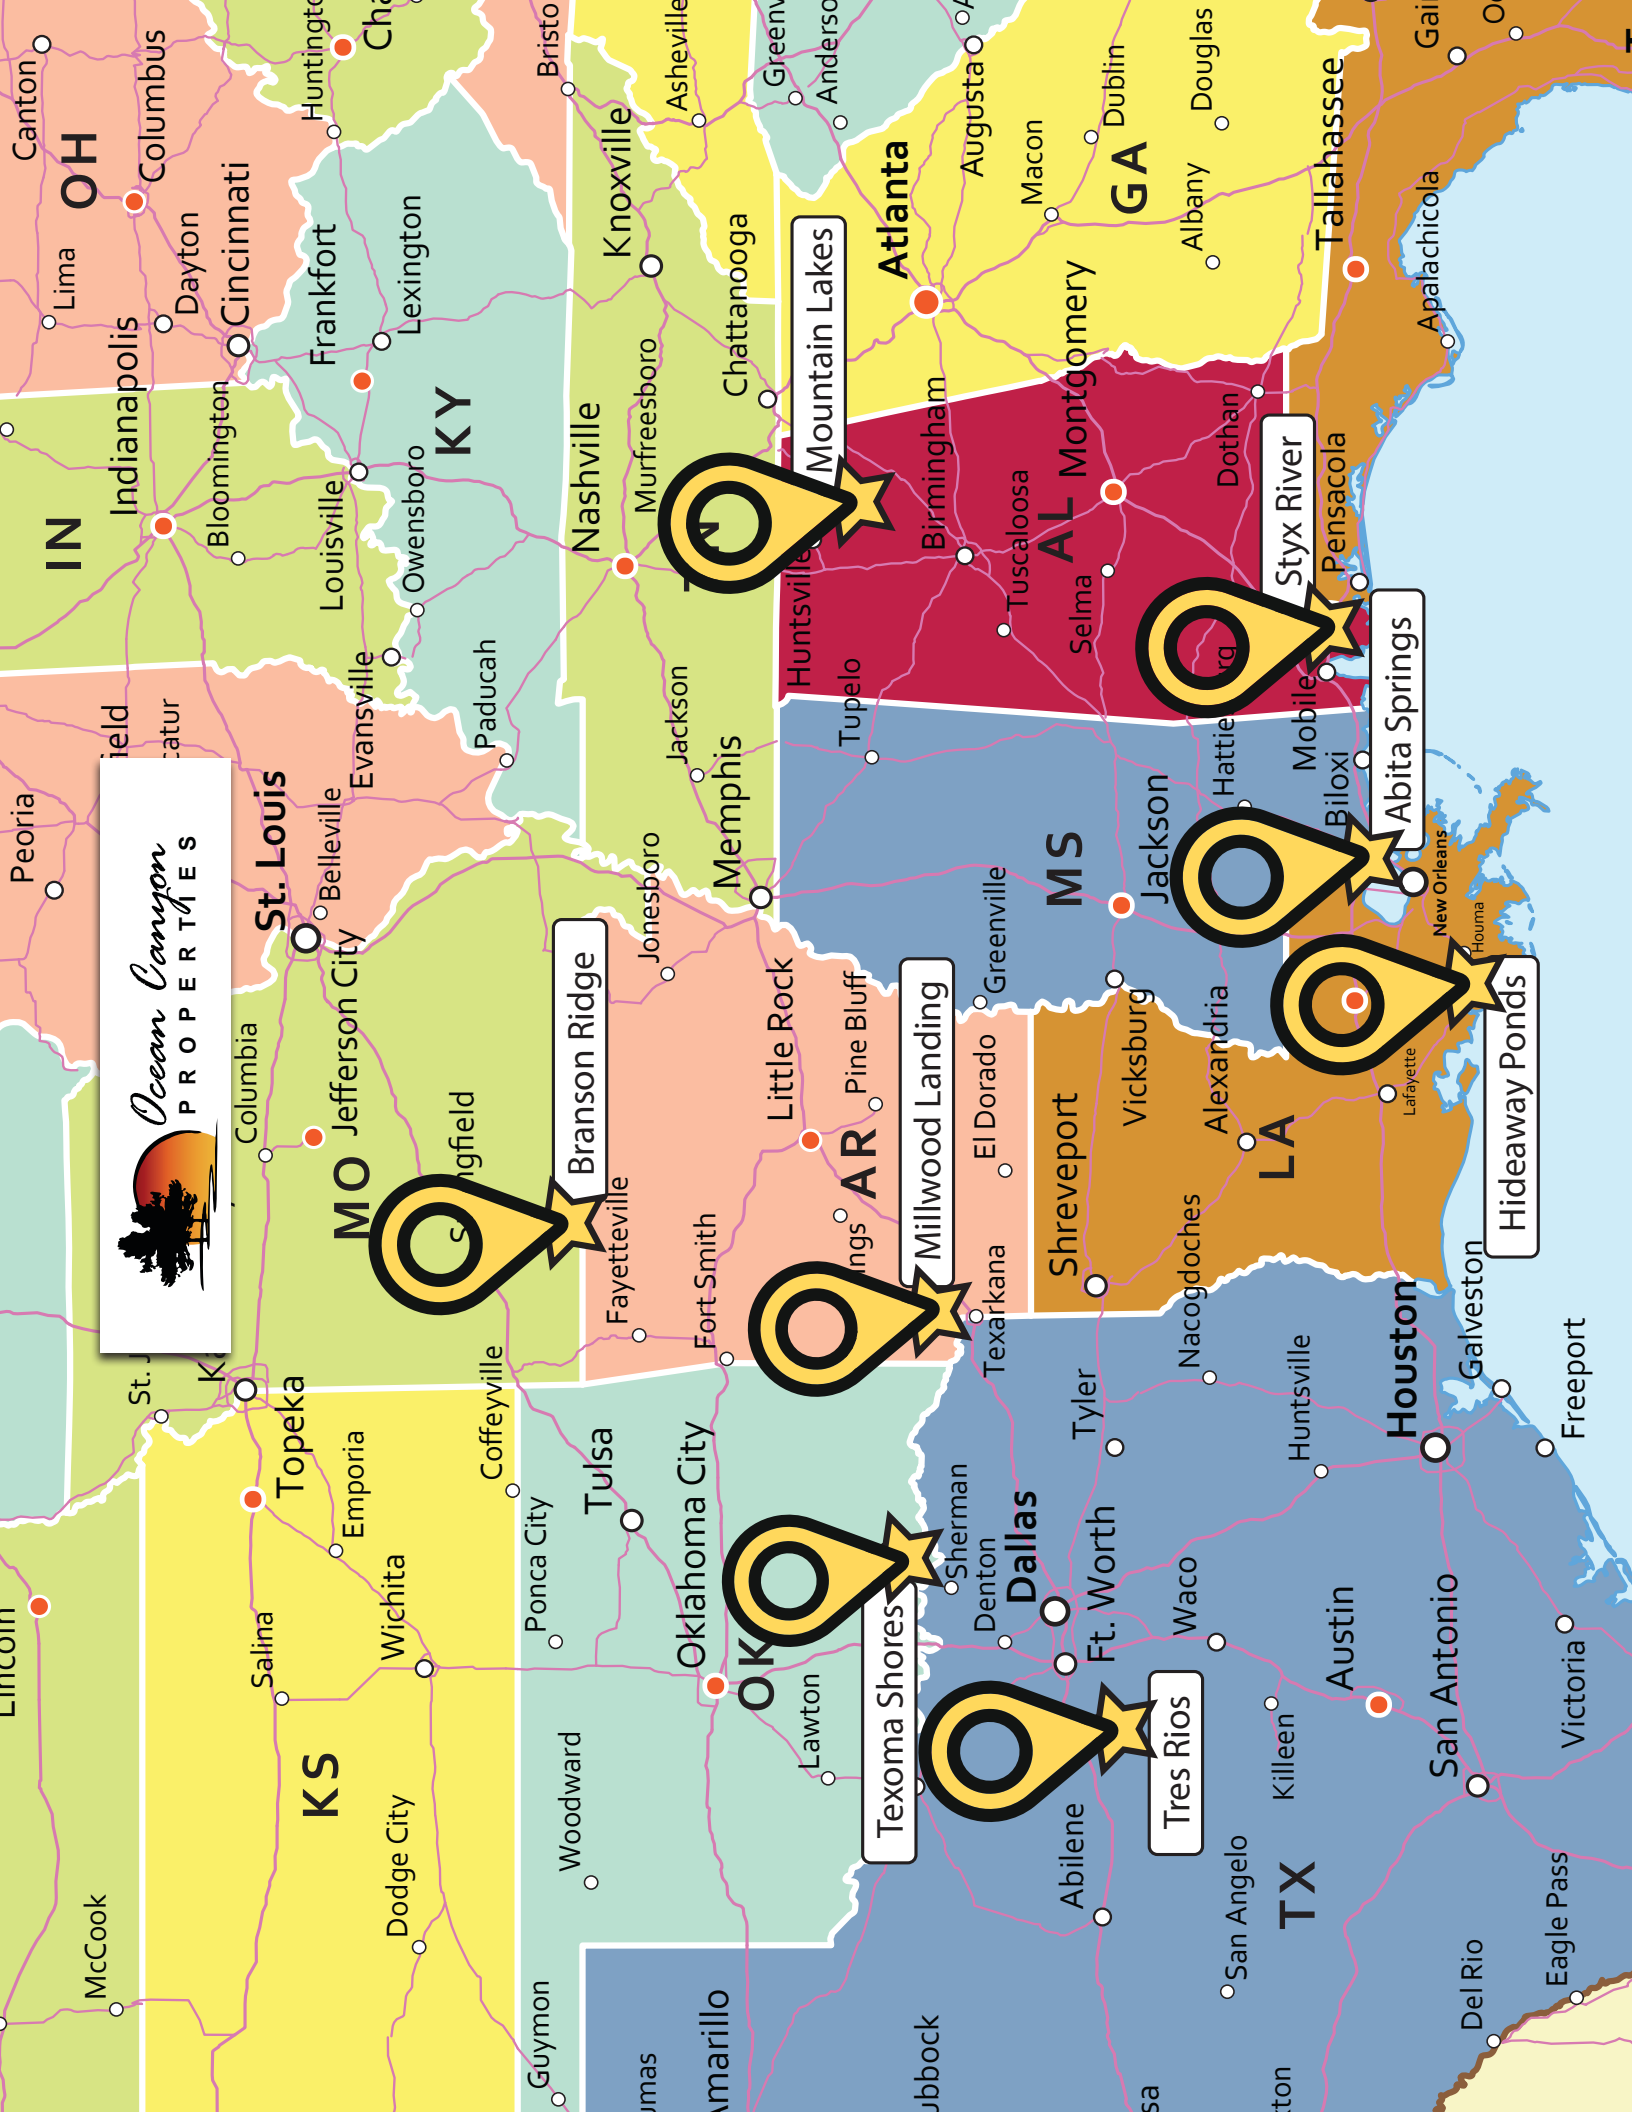 Ocean Canyon
PROPERTIES
McCook
Peoria
Lima
Canton
IN
OH
Columbus
Indianapolis
Dayton
Cincinnati
Bloomington
Topeka
St. Louis
Columbia
Belleville
Salina
Emporia
KS
MO
Jefferson City
Evansville
Louisville
Frankfort
Wichita
Dodge City
Owensboro
Lexington
KY
Coffeyville
Paducah
Guymon
Ponca City
Woodward
Tulsa
Branson Ridge
Nashville
Fayetteville
Jonesboro
Murfreesboro
Knoxville
Asheville
Amarillo
Oklahoma City
Fort Smith
Jackson
Memphis
Chattanooga
OK
Little Rock
Huntsville
Mountain Lakes
Lawton
AR
Pine Bluff
Tupelo
Texoma Shores
Millwood Landing
Birmingham
Atlanta
Sherman
Denton
Texarkana
El Dorado
Greenville
Tuscaloosa
Augusta
Dallas
Shreveport
MS
AL
Selma
Montgomery
Macon
Dublin
GA
Ft. Worth
Tyler
Abilene
Vicksburg
Jackson
Tres Rios
Waco
Nacogdoches
Alexandria
Dothan
Albany
Douglas
San Angelo
Killeen
Huntsville
LA
Mobile
Styx River
TX
Austin
Biloxi
Pensacola
Tallahassee
Abita Springs
Houston
Lafayette
New Orleans
Houma
Apalachicola
San Antonio
Galveston
Hideaway Ponds
Del Rio
Eagle Pass
Victoria
Freeport